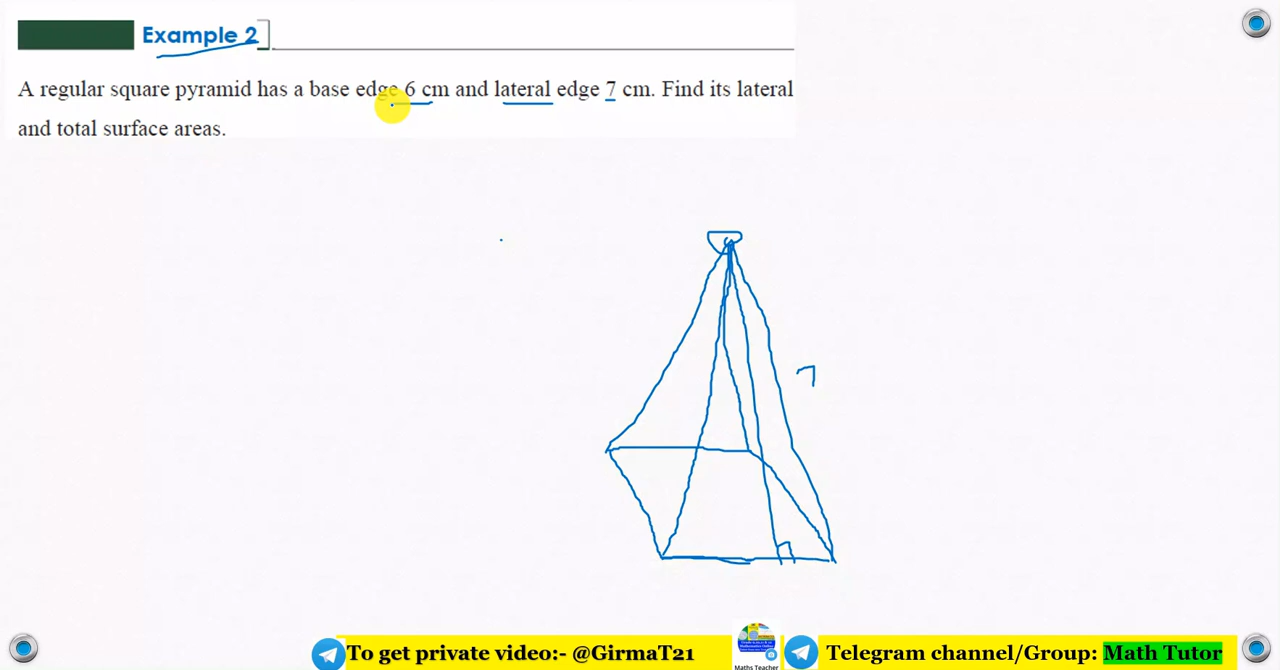 Example 2
A regular square pyramid has a base edge 6 cm and lateral edge 7 cm. Find its lateral
and total surface areas.
7
To get private video:- @GirmaT21
Maths Teacher
Telegram channel/Group: Math Tutor